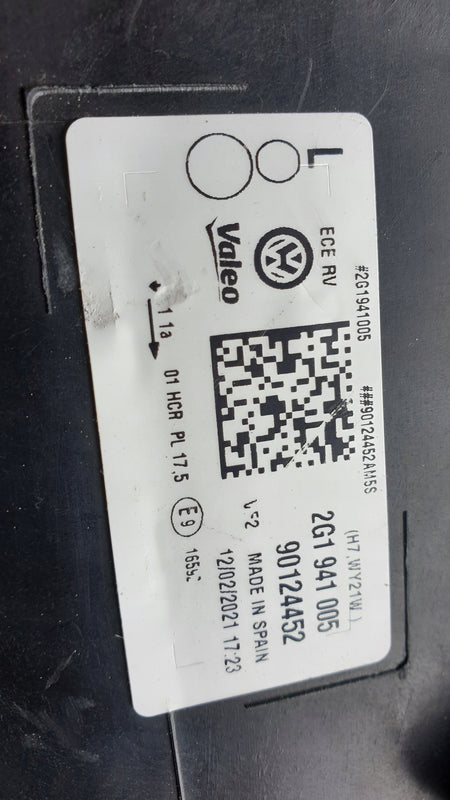 L
ECE RV
Valeo
#2G1941005
###90124452AM5S
(H7,WY21W )
2G1 941 005
90124452
MADE IN SPAIN
12/02/2021 17:23
1 1a
01 HCR PL 17.5
E9